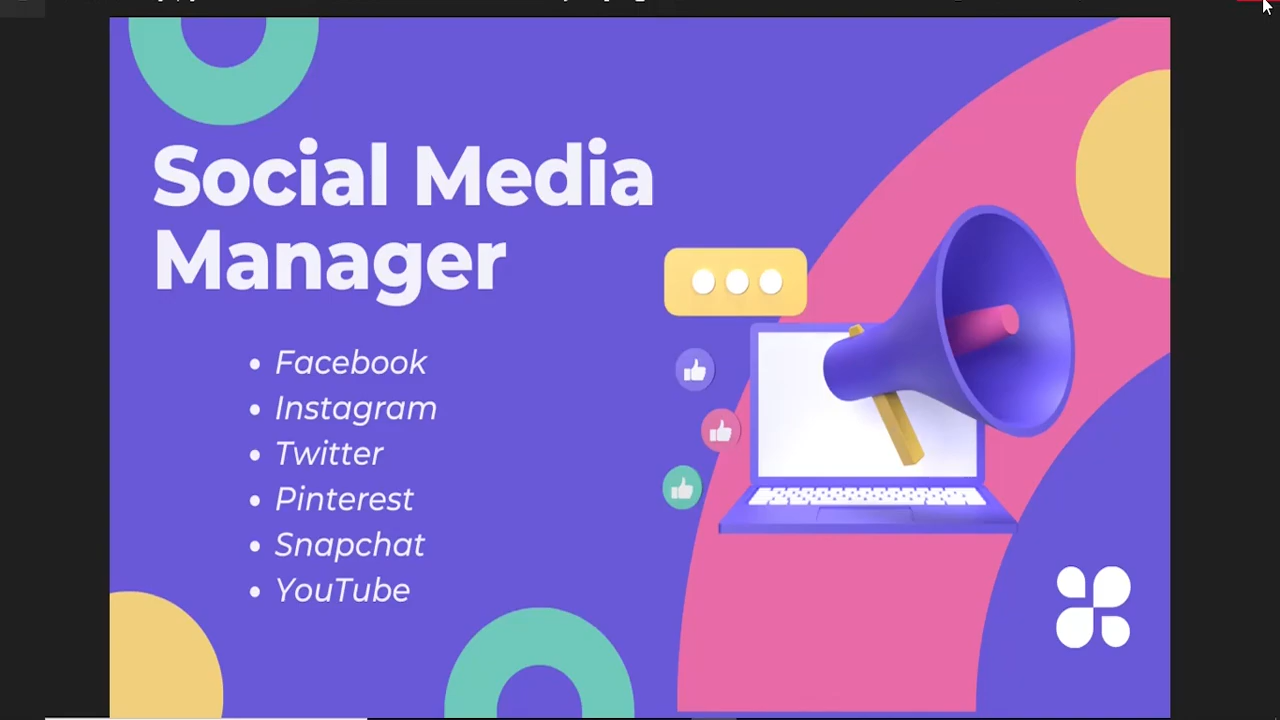 Social Media
Manager
• Facebook
• Instagram
• Twitter
• Pinterest
• Snapchat
• YouTube